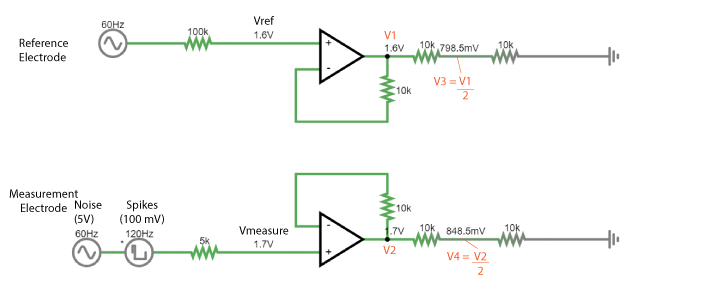 60Hz
Reference
Electrode
100k
Vref
1.6V
+
-
V1
1.6V
10k
798.5mV
10k
10k
V3 = V1
2
Measurement
Electrode
Noise
(5V)
60Hz
Spikes
(100 mV)
120Hz
5k
Vmeasure
1.7V
-
+
10k
1.7V
V2
10k
848.5mV
10k
V4 = V2
2